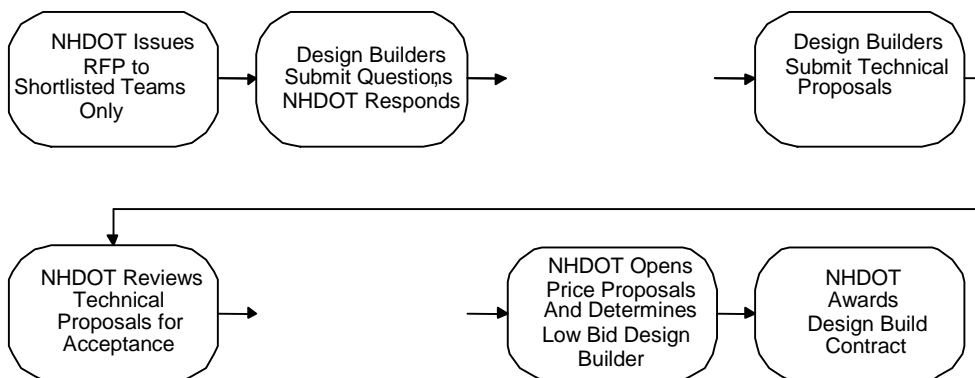 NHDOT Issues
RFP to
Shortlisted Teams
Only
Design Builders
Submit Questions,
NHDOT Responds
Design Builders
Submit Technical
Proposals
NHDOT Reviews
Technical
Proposals for
Acceptance
NHDOT Opens
Price Proposals
And Determines
Low Bid Design
Builder
NHDOT
Awards
Design Build
Contract